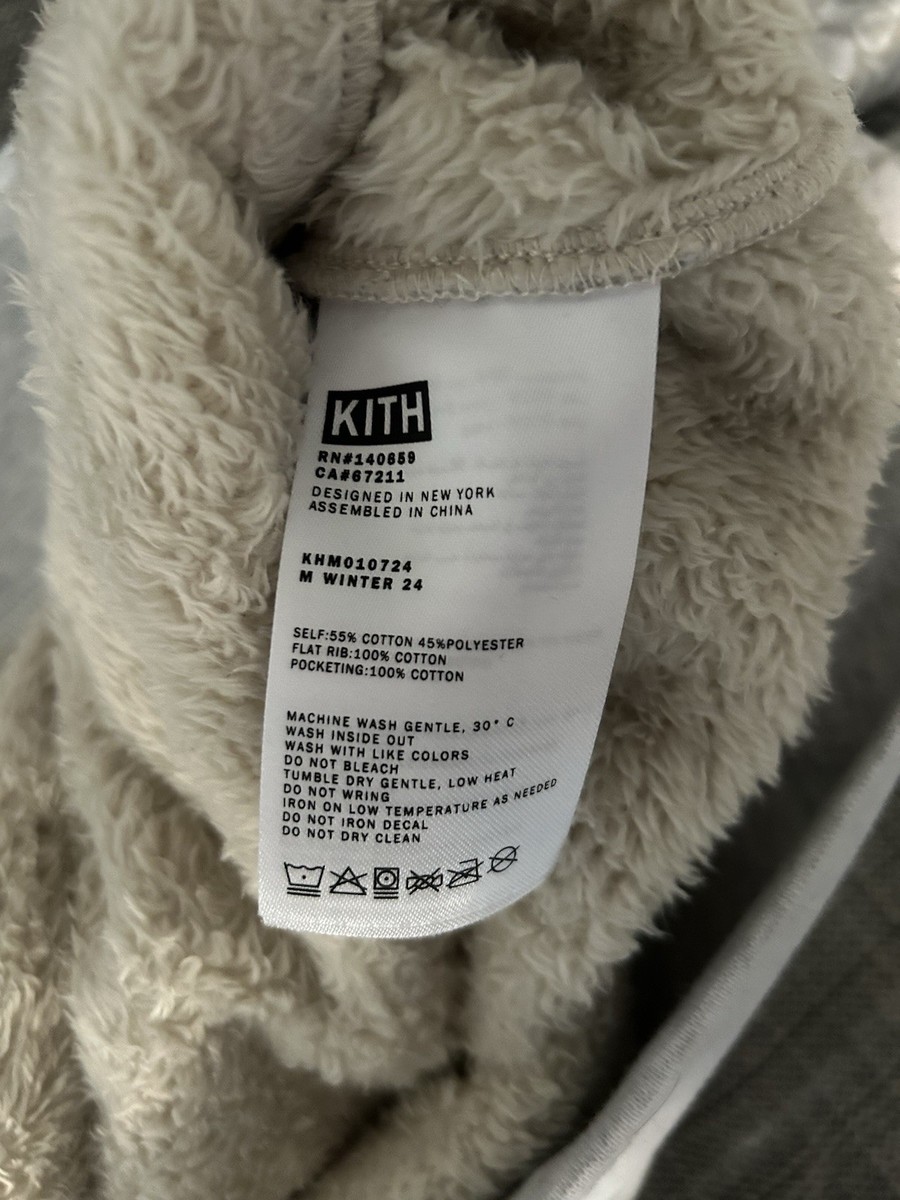 KITH
RN#140659
CA#67211
DESIGNED IN NEW YORK
ASSEMBLED IN CHINA
KHM010724
M WINTER 24
SELF:55% COTTON 45%POLYESTER
FLAT RIB:100% COTTON
POCKETING:100% COTTON
MACHINE WASH GENTLE, 30° C
WASH INSIDE OUT
WASH WITH LIKE COLORS
DO NOT BLEACH
TUMBLE DRY GENTLE, LOW HEAT
DO NOT WRING
IRON ON LOW TEMPERATURE AS NEEDED
DO NOT IRON DECAL
DO NOT DRY CLEAN